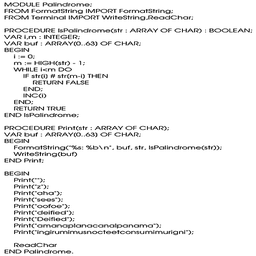 MODULE Palindrome;
FROM FormatString IMPORT FormatString;
FROM Terminal IMPORT WriteString,ReadChar;

PROCEDURE IsPalindrome(str : ARRAY OF CHAR) : BOOLEAN;
VAR i,m : INTEGER;
VAR buf : ARRAY[0..63] OF CHAR;
BEGIN
    i := 0;
    m := HIGH(str) - 1;
    WHILE i<m DO
        IF str[i] # str[m-i] THEN
            RETURN FALSE
        END;
        INC(i)
    END;
    RETURN TRUE
END IsPalindrome;

PROCEDURE Print(str : ARRAY OF CHAR);
VAR buf : ARRAY[0..63] OF CHAR;
BEGIN
    FormatString("%s: %b\n", buf, str, IsPalindrome(str));
    WriteString(buf)
END Print;

BEGIN
    Print("");
    Print("z");
    Print("aha");
    Print("sees");
    Print("oofoe");
    Print("deified");
    Print("Deified");
    Print("amanaplanacanalpanama");
    Print("ingirumimusnocteetconsumimurigni");

    ReadChar
END Palindrome.